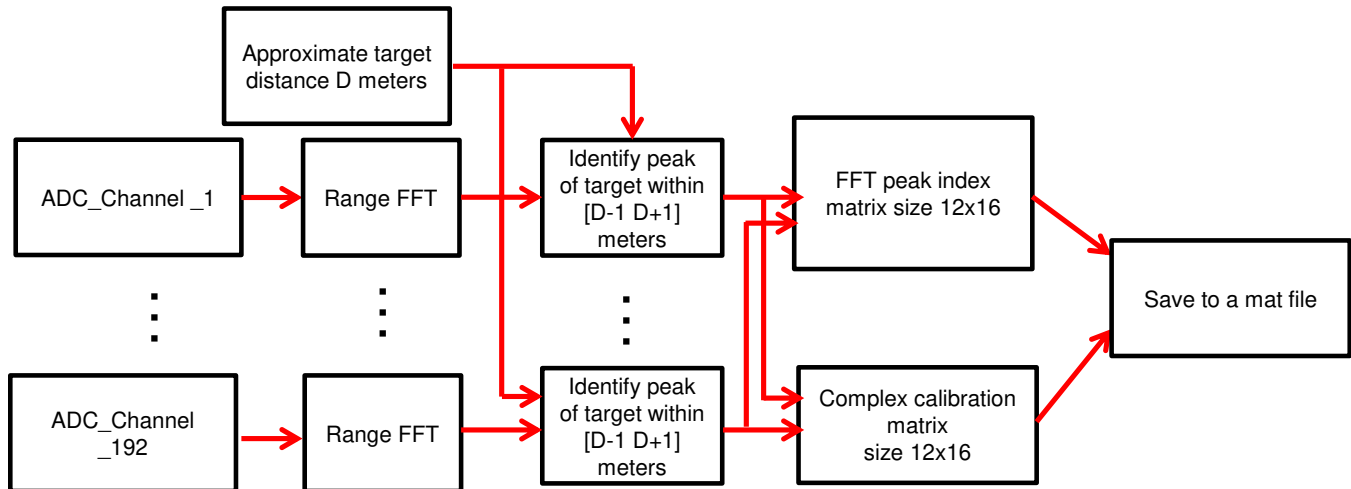 Approximate target
distance D meters
ADC_Channel _1
Range FFT
Identify peak
of target within
[D-1 D+1]
meters
FFT peak index
matrix size 12x16
Save to a mat file
ADC_Channel
_192
Range FFT
Identify peak
of target within
[D-1 D+1]
meters
Complex calibration
matrix
size 12x16